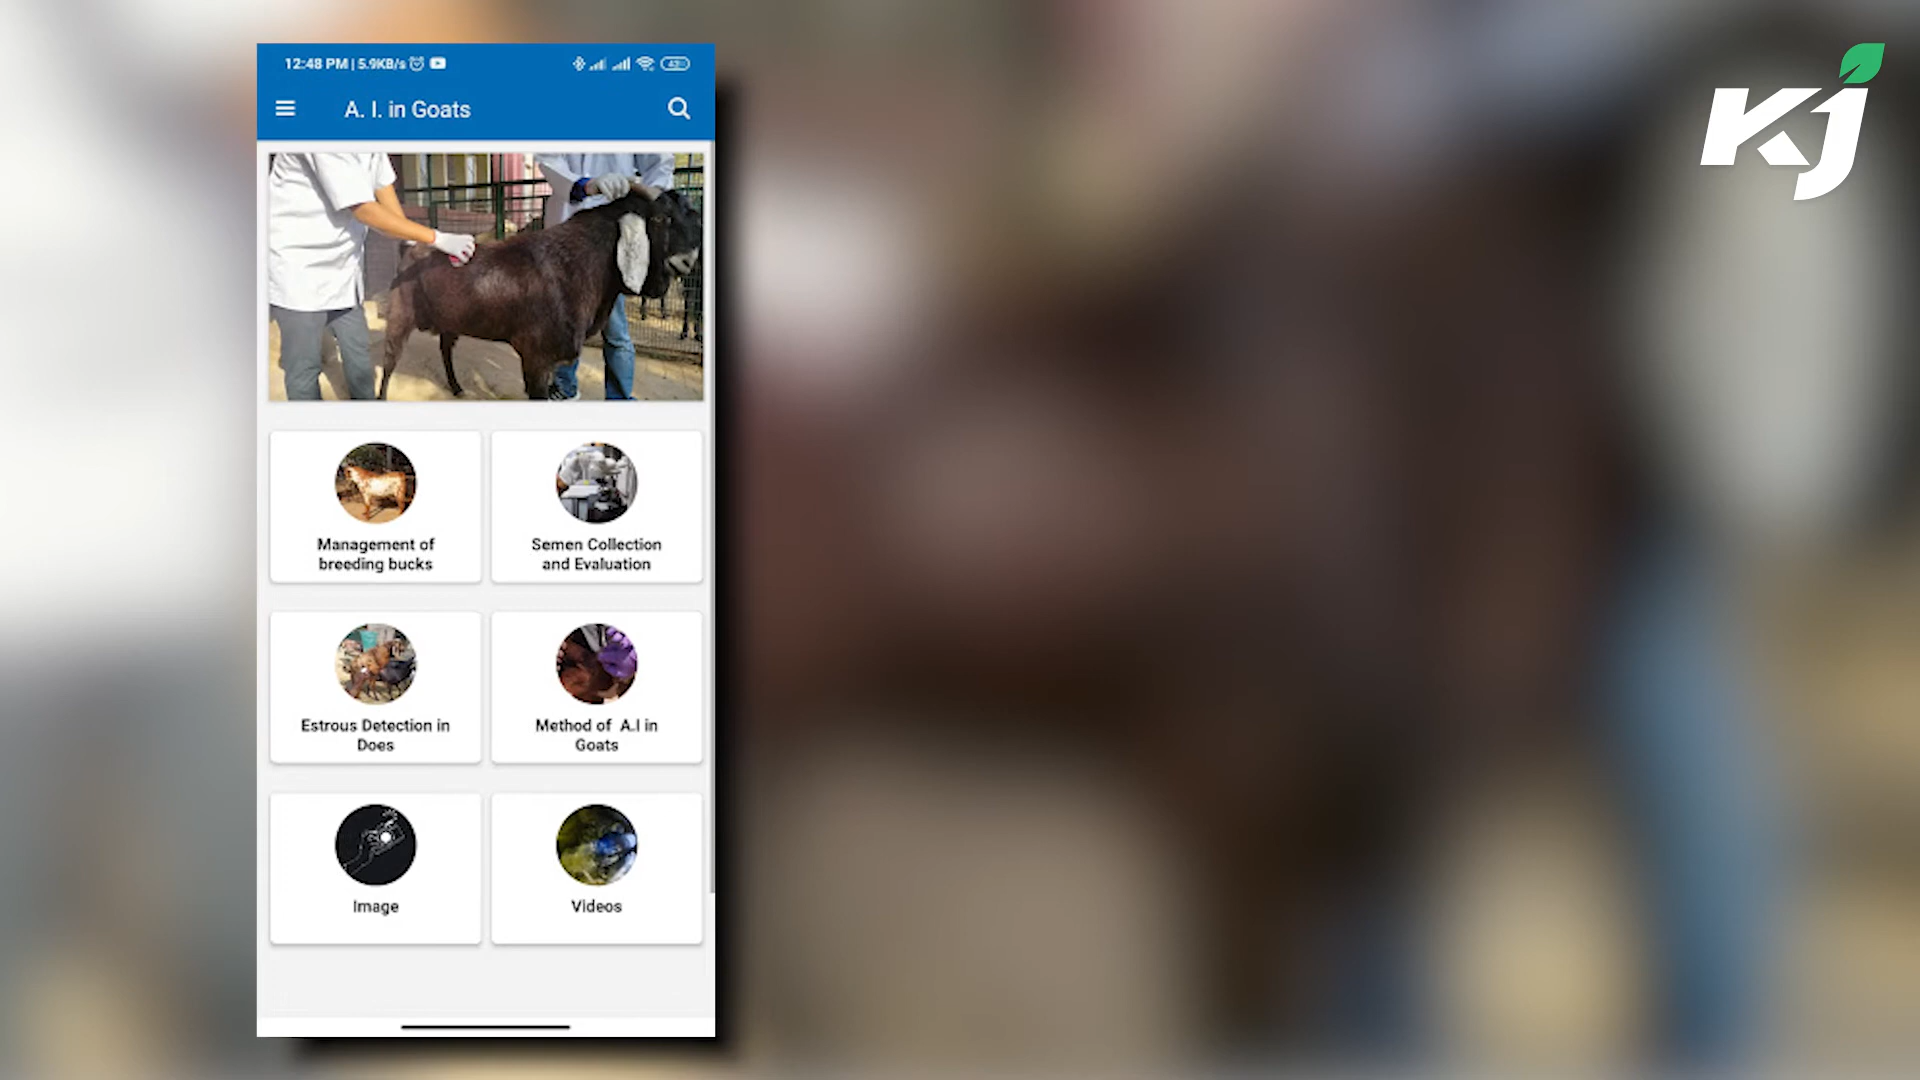 12:48 PM | 5.9KB/s
A. I. in Goats
KJ
Management of
breeding bucks
Semen Collection
and Evaluation
Estrous Detection in
Does
Method of A.I in
Goats
Image
Videos